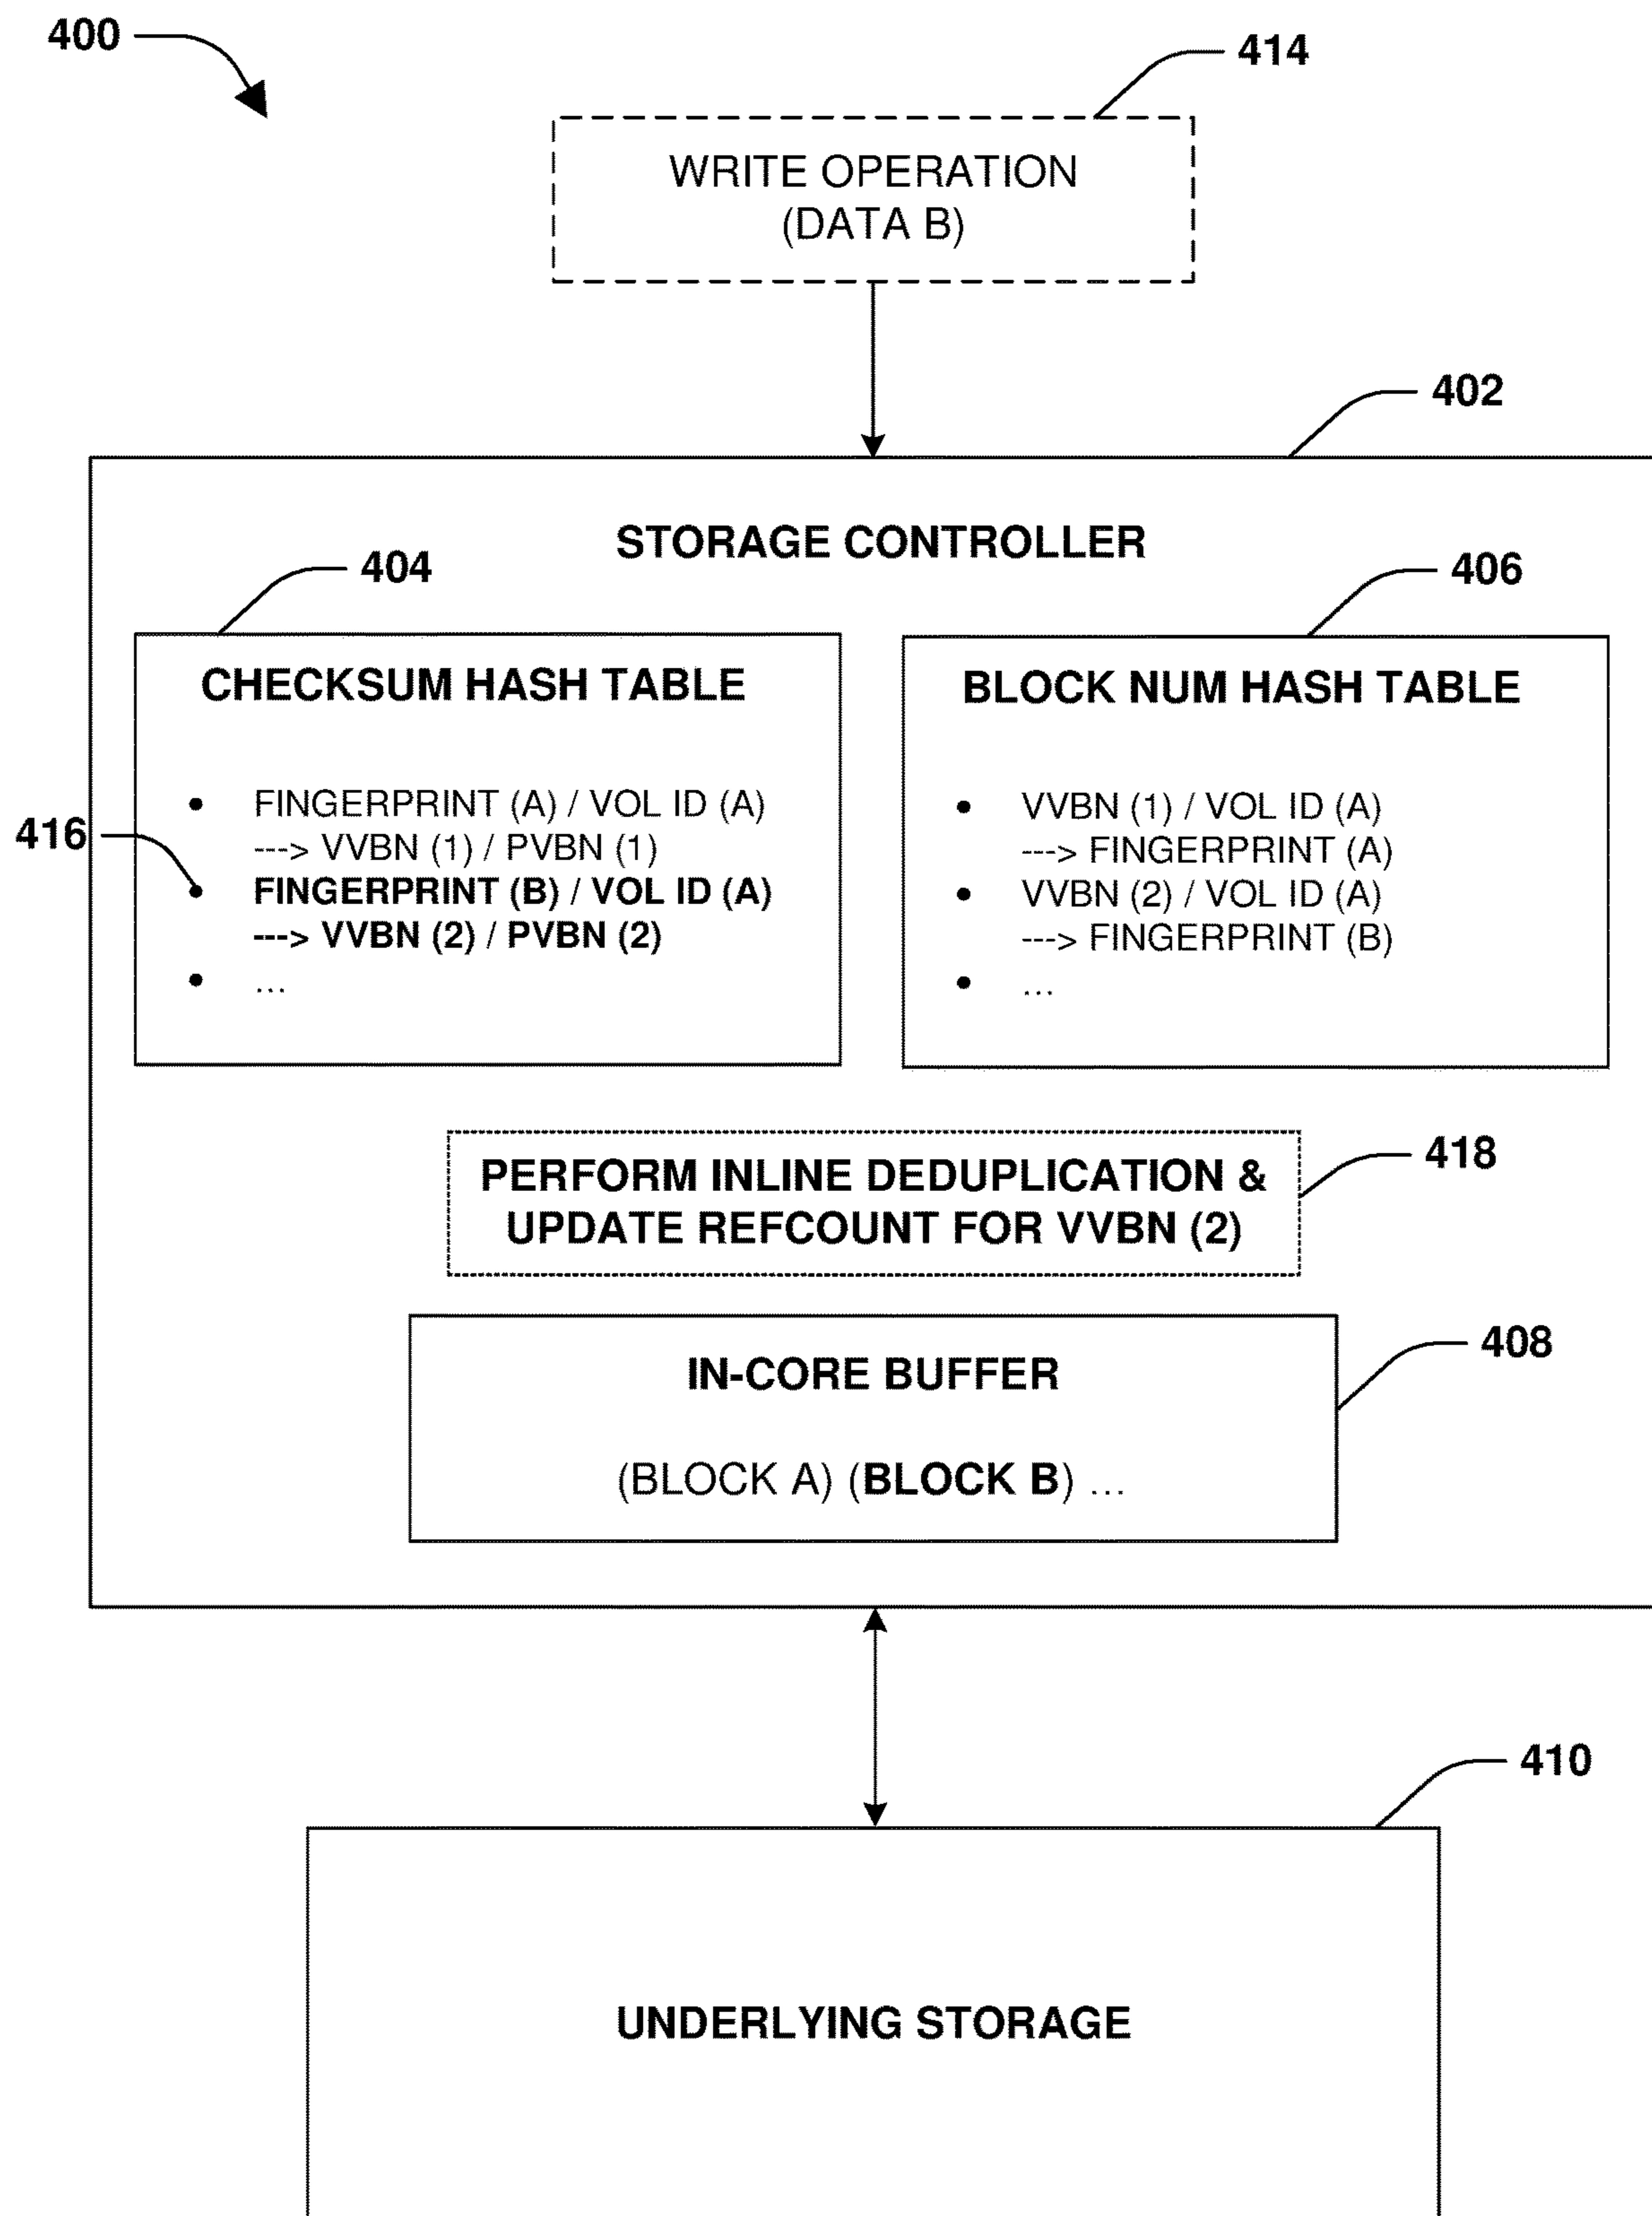 400
414
WRITE OPERATION
(DATA B)
402
STORAGE CONTROLLER
404
406
CHECKSUM HASH TABLE
• FINGERPRINT (A) / VOL ID (A)
---> VVBN (1) / PVBN (1)
416
• FINGERPRINT (B) / VOL ID (A)
---> VVBN (2) / PVBN (2)
• ...
BLOCK NUM HASH TABLE
• VVBN (1) / VOL ID (A)
---> FINGERPRINT (A)
• VVBN (2) / VOL ID (A)
---> FINGERPRINT (B)
• ...
PERFORM INLINE DEDUPLICATION &
UPDATE REFCOUNT FOR VVBN (2)
418
IN-CORE BUFFER
408
(BLOCK A) (BLOCK B) ...
410
UNDERLYING STORAGE